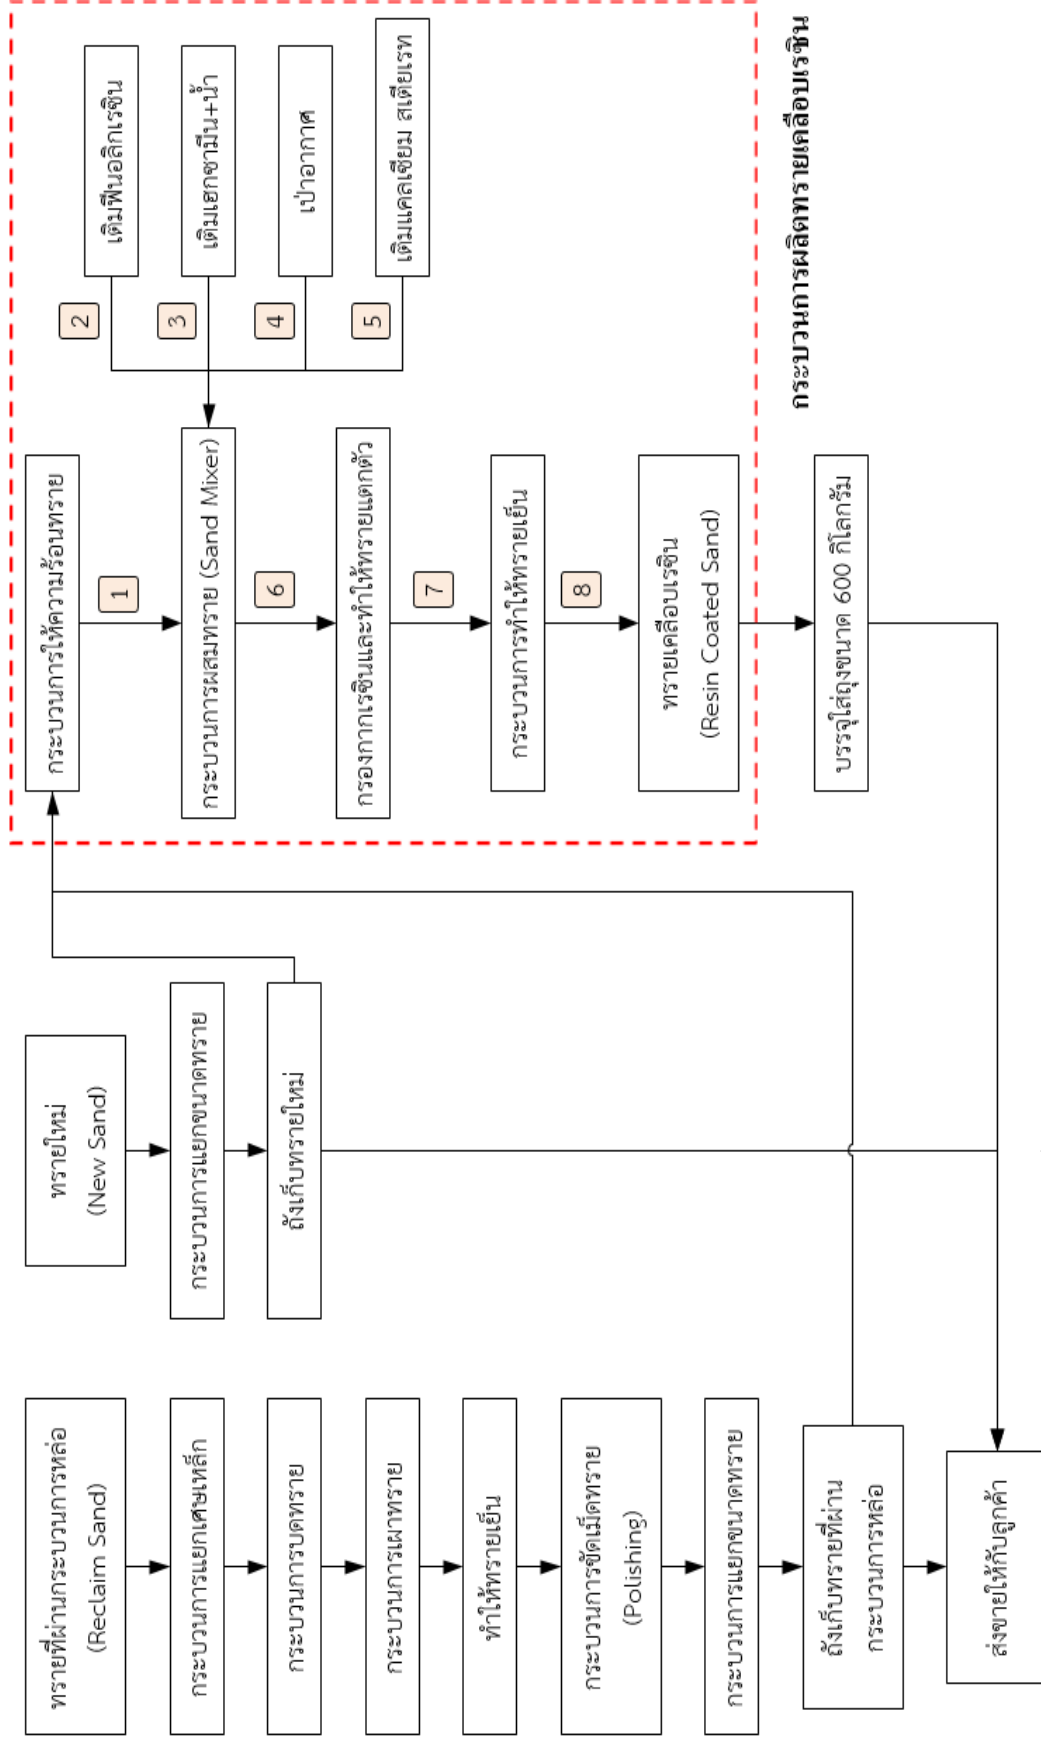 ทรายที่ผ่านกระบวนการหล่อ
(Reclaim Sand)
กระบวนการแยกเศษเหล็ก
กระบวนการบดทราย
กระบวนการเผาทราย
ทำให้ทรายเย็น
กระบวนการขัดเม็ดทราย
(Polishing)
กระบวนการแยกขนาดทราย
ถังเก็บทรายที่ผ่าน
กระบวนการหล่อ
ส่งขายให้กับลูกค้า
ทรายใหม่
(New Sand)
กระบวนการแยกขนาดทราย
ถังเก็บทรายใหม่
กระบวนการให้ความร้อนทราย
1
กระบวนการผสมทราย (Sand Mixer)
6
กรองกากเรซินและทำให้ทรายแตกตัว
7
กระบวนการทำให้ทรายเย็น
8
ทรายเคลือบเรซิน
(Resin Coated Sand)
บรรจุใส่ถุงขนาด 600 กิโลกรัม
2
เติมฟีนอลิกเรซิน
3
เติมเฮกซามีน+น้ำ
4
เป่าอากาศ
5
เติมแคลเซียม สเตียเรท
กระบวนการผลิตทรายเคลือบเรซิน